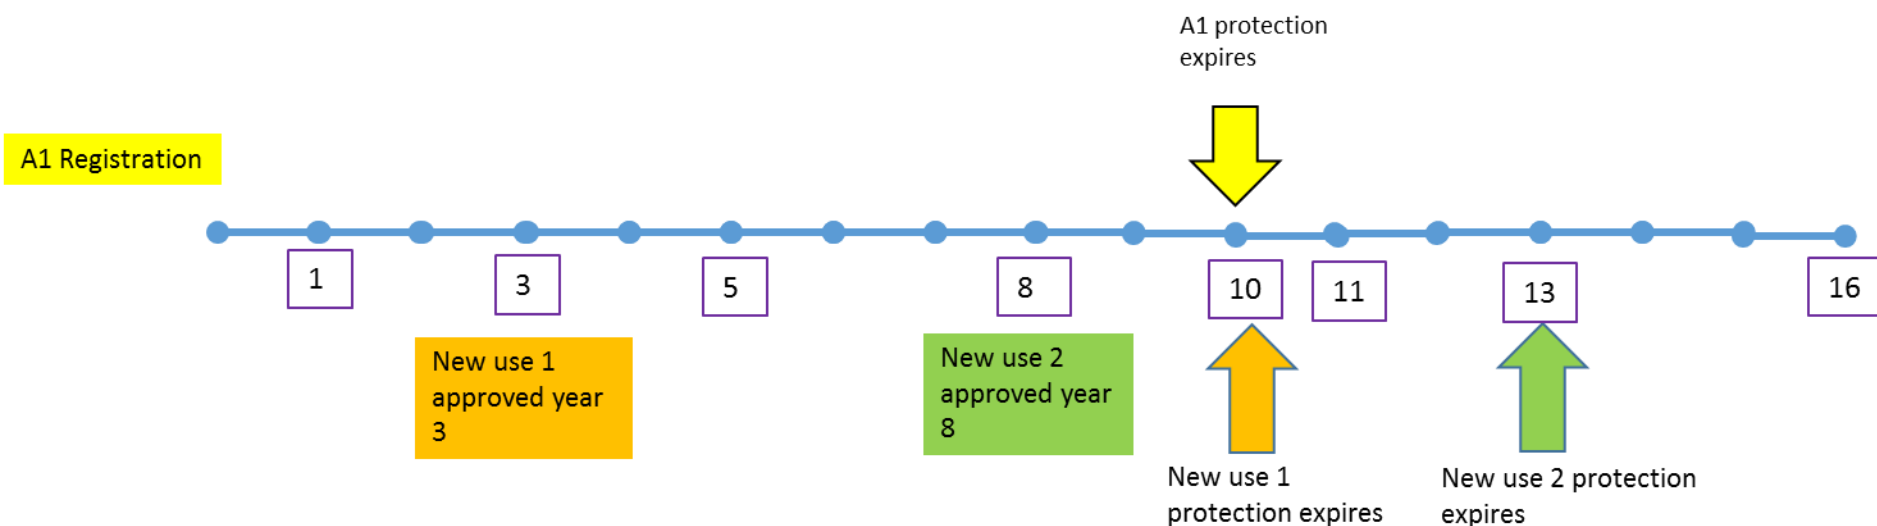 A1 protection
expires
A1 Registration
1
3
5
8
10
11
13
16
New use 1
approved year
3
New use 2
approved year
8
New use 1
protection expires
New use 2 protection
expires